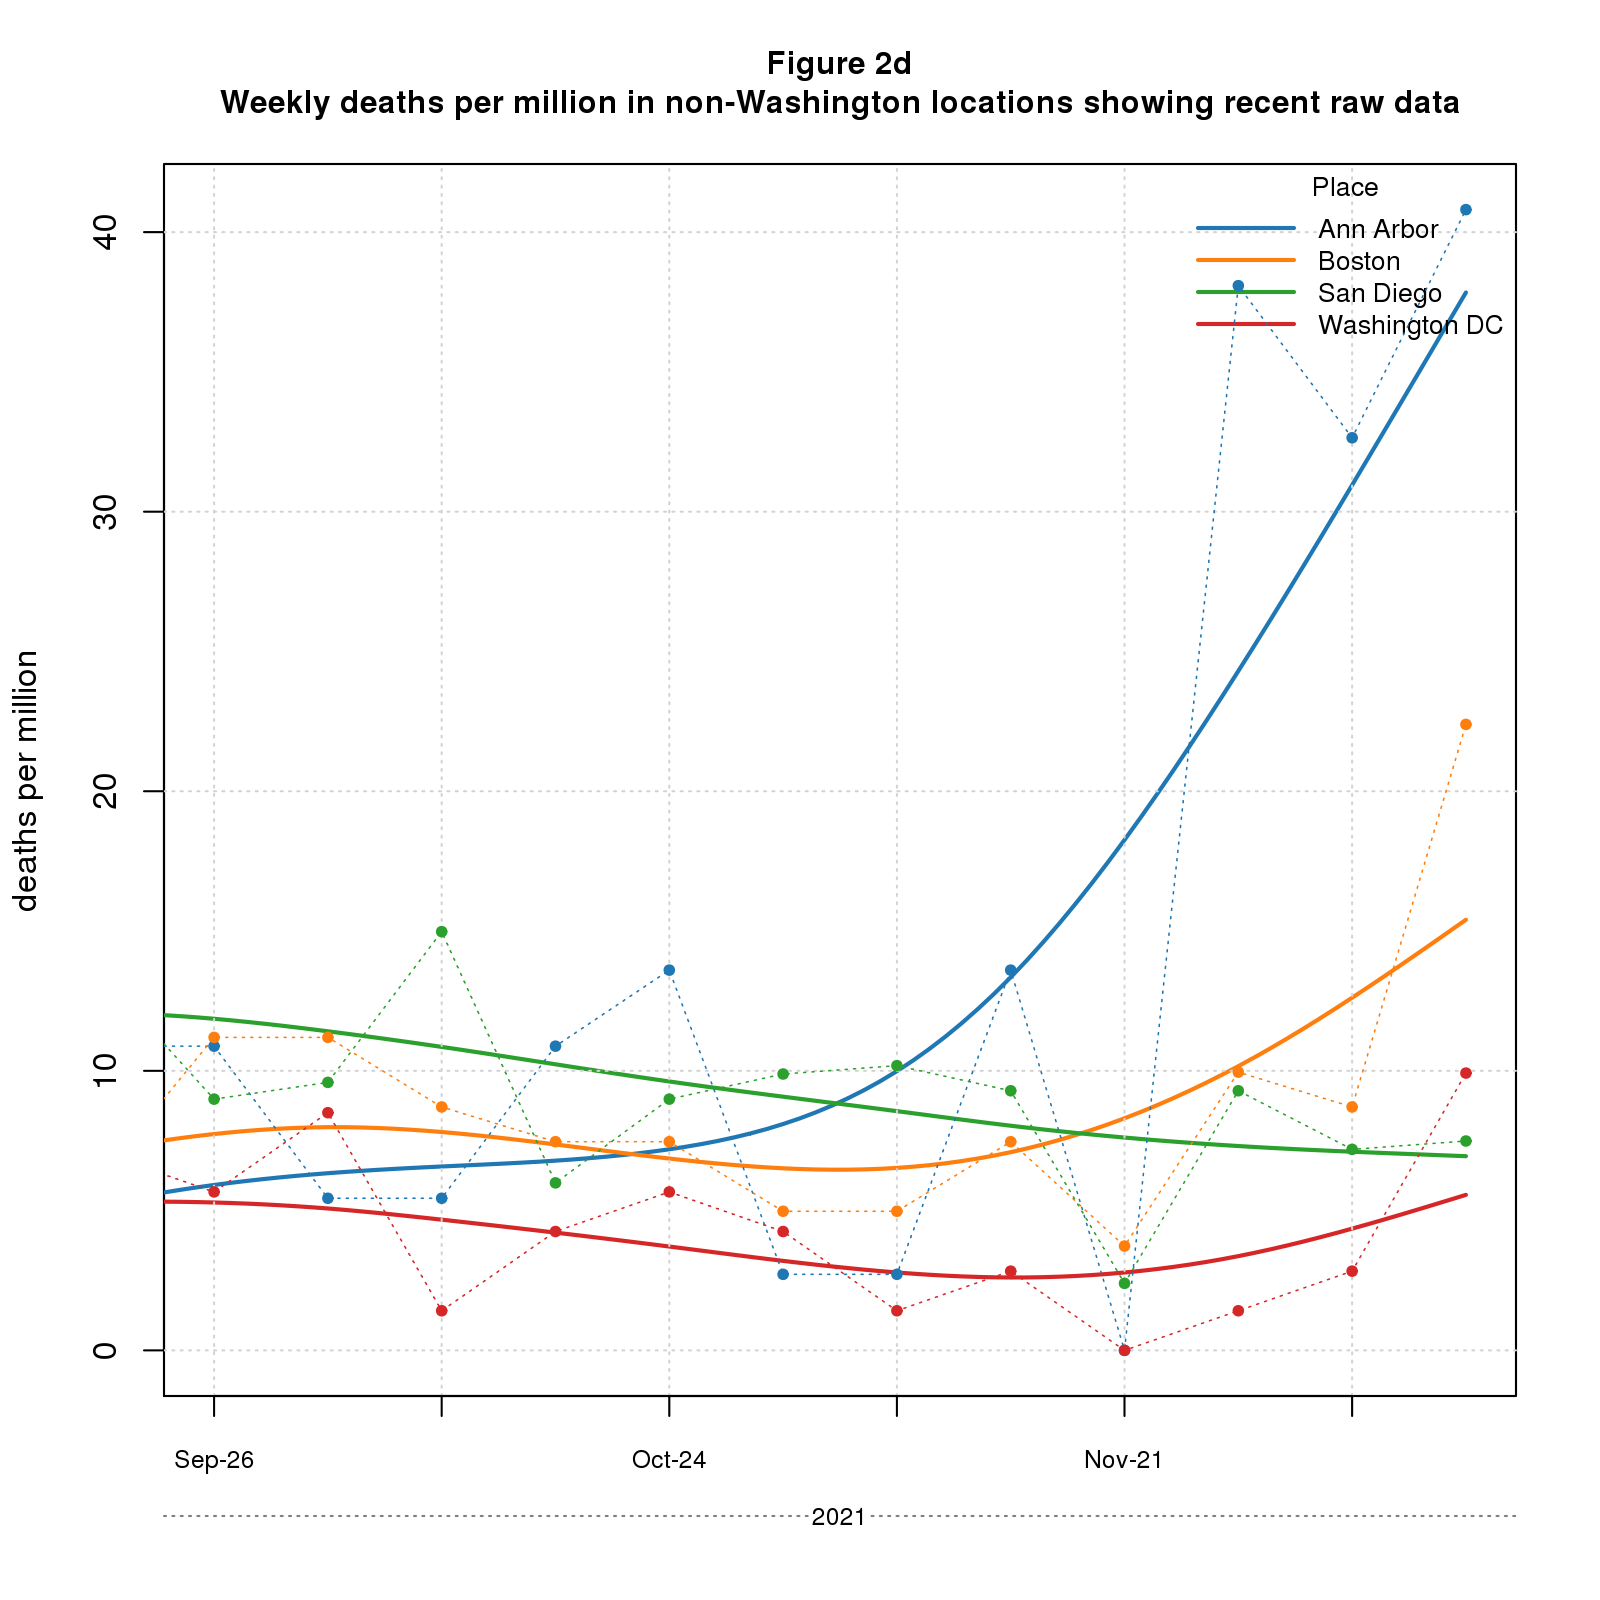 Figure 2d
Weekly deaths per million in non-Washington locations showing recent raw data
Place
Ann Arbor
Boston
San Diego
Washington DC
deaths per million
40
30
20
10
0
Sep-26 Oct-24 Nov-21
2021